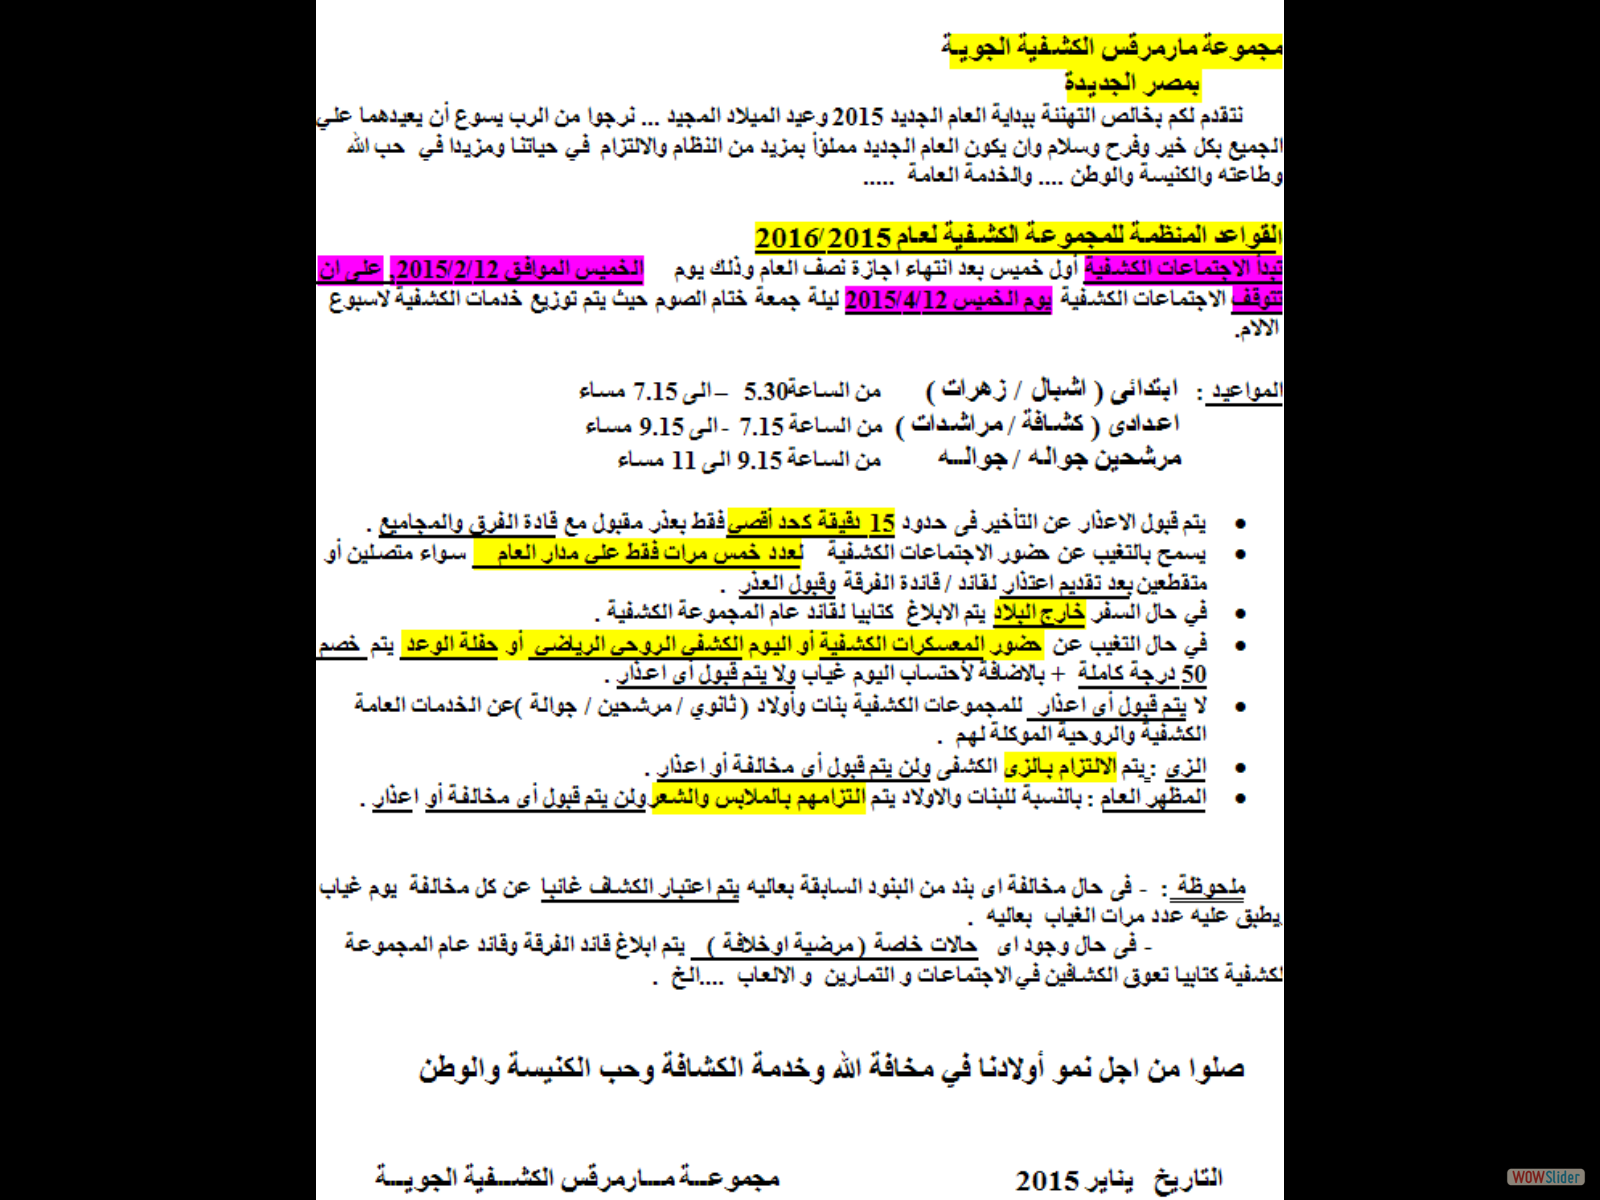 مجموعة مارمرقس الكشفية الجويـة
بمصر الجديدة
نتقدم لكم بخالص التهنئة ببداية العام الجديد 2015 وعيد الميلاد المجيد ... نرجوا من الرب يسوع أن يعيدهما علي
الجميع بكل خير وفرح وسلام وان يكون العام الجديد مملؤأ بمزيد من النظام والالتزام في حياتنا ومزيدا في حب الله
وطاعته والكنيسة والوطن .... والخدمة العامة .....
القواعد المنظمة للمجموعة الكشفية لعام 2016/2015
تبدأ الاجتماعات الكشفية أول خميس بعد انتهاء اجازة نصف العام وذلك يوم الخميس الموافق 2015/2/12, على ان
تتوقف الاجتماعات الكشفية يوم الخميس 2015/4/12 ليلة جمعة ختام الصوم حيث يتم توزيع خدمات الكشفية لاسبوع
الالام.
المواعيد : ابتدائى ( اشبال / زهرات ) من الساعة5.30 – الى 7.15 مساء
اعدادى ( كشافة / مراشدات ) من الساعة 7.15 - الى 9.15 مساء
مرشحين جواله / جوالـــه من الساعة 9.15 الى 11 مساء
• يتم قبول الاعذار عن التأخير فى حدود 15 دقيقة كحد أقصي فقط بعذر مقبول مع قادة الفرق والمجاميع .
• يسمح بالتغيب عن حضور الاجتماعات الكشفية لعدد خمس مرات فقط على مدار العام سواء متصلين أو
متقطعين بعد تقديم اعتذار لقائد / قائدة الفرقة وقبول العذر .
• في حال السفر خارج البلاد يتم الابلاغ كتابيا لقائد عام المجموعة الكشفية .
• في حال التغيب عن حضور المعسكرات الكشفية أو اليوم الكشفي الروحي الرياضي أو حفلة الوعد يتم خصم
50 درجة كاملة + بالاضافة لأحتساب اليوم غياب ولا يتم قبول أى اعذار .
• لا يتم قبول أى اعذار للمجموعات الكشفية بنات وأولاد ( ثانوي / مرشحين / جوالة )عن الخدمات العامة
الكشفية والروحية الموكلة لهم .
• الزي : يتم الالتزام بالزى الكشفى ولن يتم قبول أى مخالفة أو اعذار .
• المظهر العام : بالنسبة للبنات والاولاد يتم التزامهم بالملابس والشعر ولن يتم قبول أى مخالفة أو اعذار .
ملحوظة : - فى حال مخالفة اى بند من البنود السابقة بعاليه يتم اعتبار الكشاف غائبا عن كل مخالفة يوم غياب
يطبق عليه عدد مرات الغياب بعاليه .
- فى حال وجود اى حالات خاصة ( مرضية اوخلافة ) يتم ابلاغ قائد الفرقة وقائد عام المجموعة
لكشفية كتابيا تعوق الكشافين في الاجتماعات و التمارين و الالعاب ....الخ .
صلوا من اجل نمو أولادنا في مخافة الله وخدمة الكشافة وحب الكنيسة والوطن
التاريخ يناير 2015 مجموعــة مــارمرقس الكشــفية الجويــة
WOWSlider